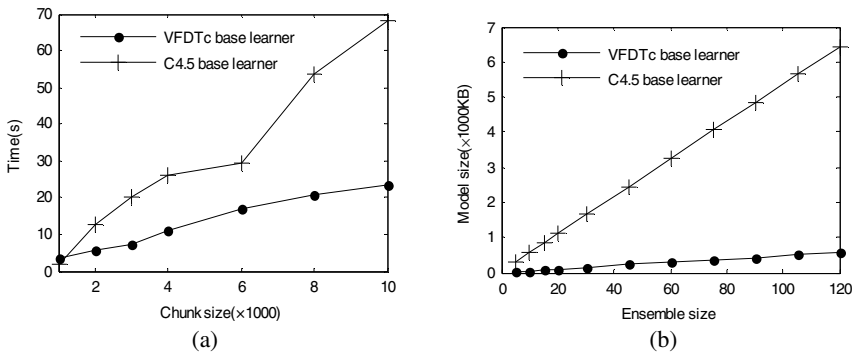 70
60
50
40
30
20
10
0
Time(s)
VFDTc base learner
C4.5 base learner
2 4 6 8 10
Chunk size(×1000)
(a)
7
6
5
4
3
2
1
0
Model size(×1000KB)
VFDTc base learner
C4.5 base learner
0 20 40 60 80 100 120
Ensemble size
(b)